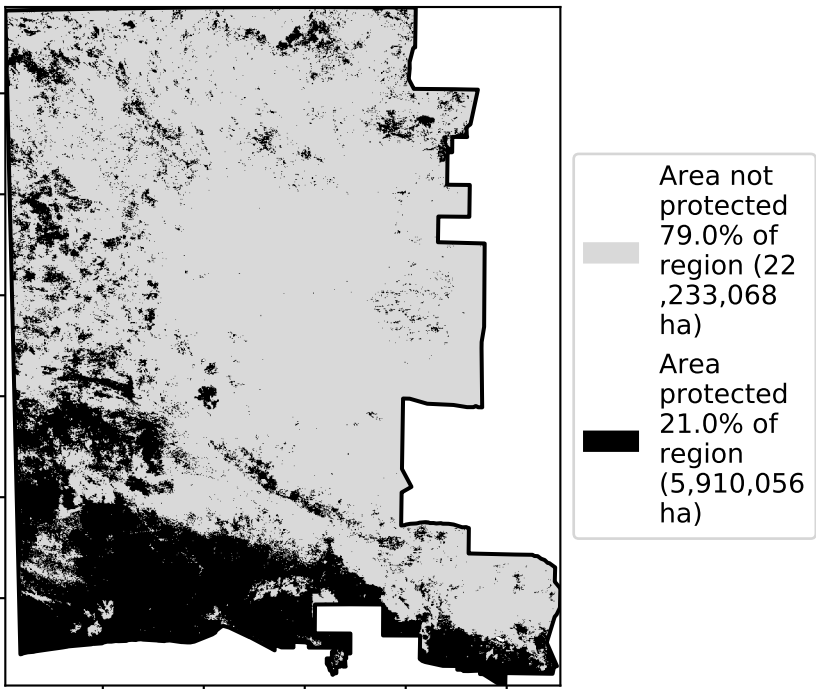 Area not
protected
79.0% of
region (22
,233,068
ha)
Area
protected
21.0% of
region
(5,910,056
ha)